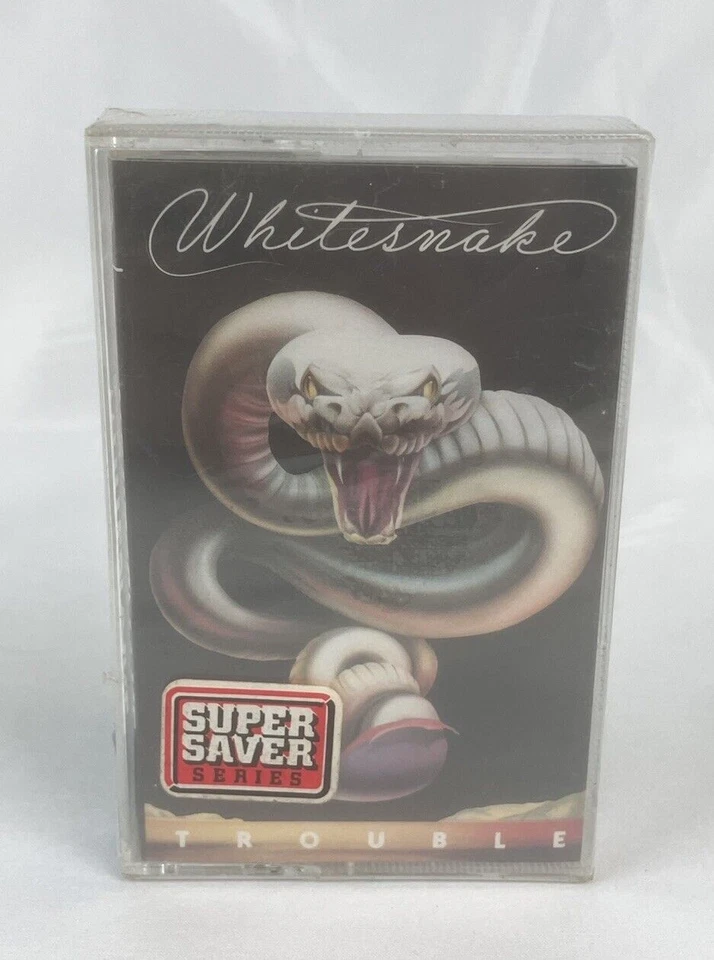 Whitesnake
SUPER
SAVER
SERIES
TROUBLE